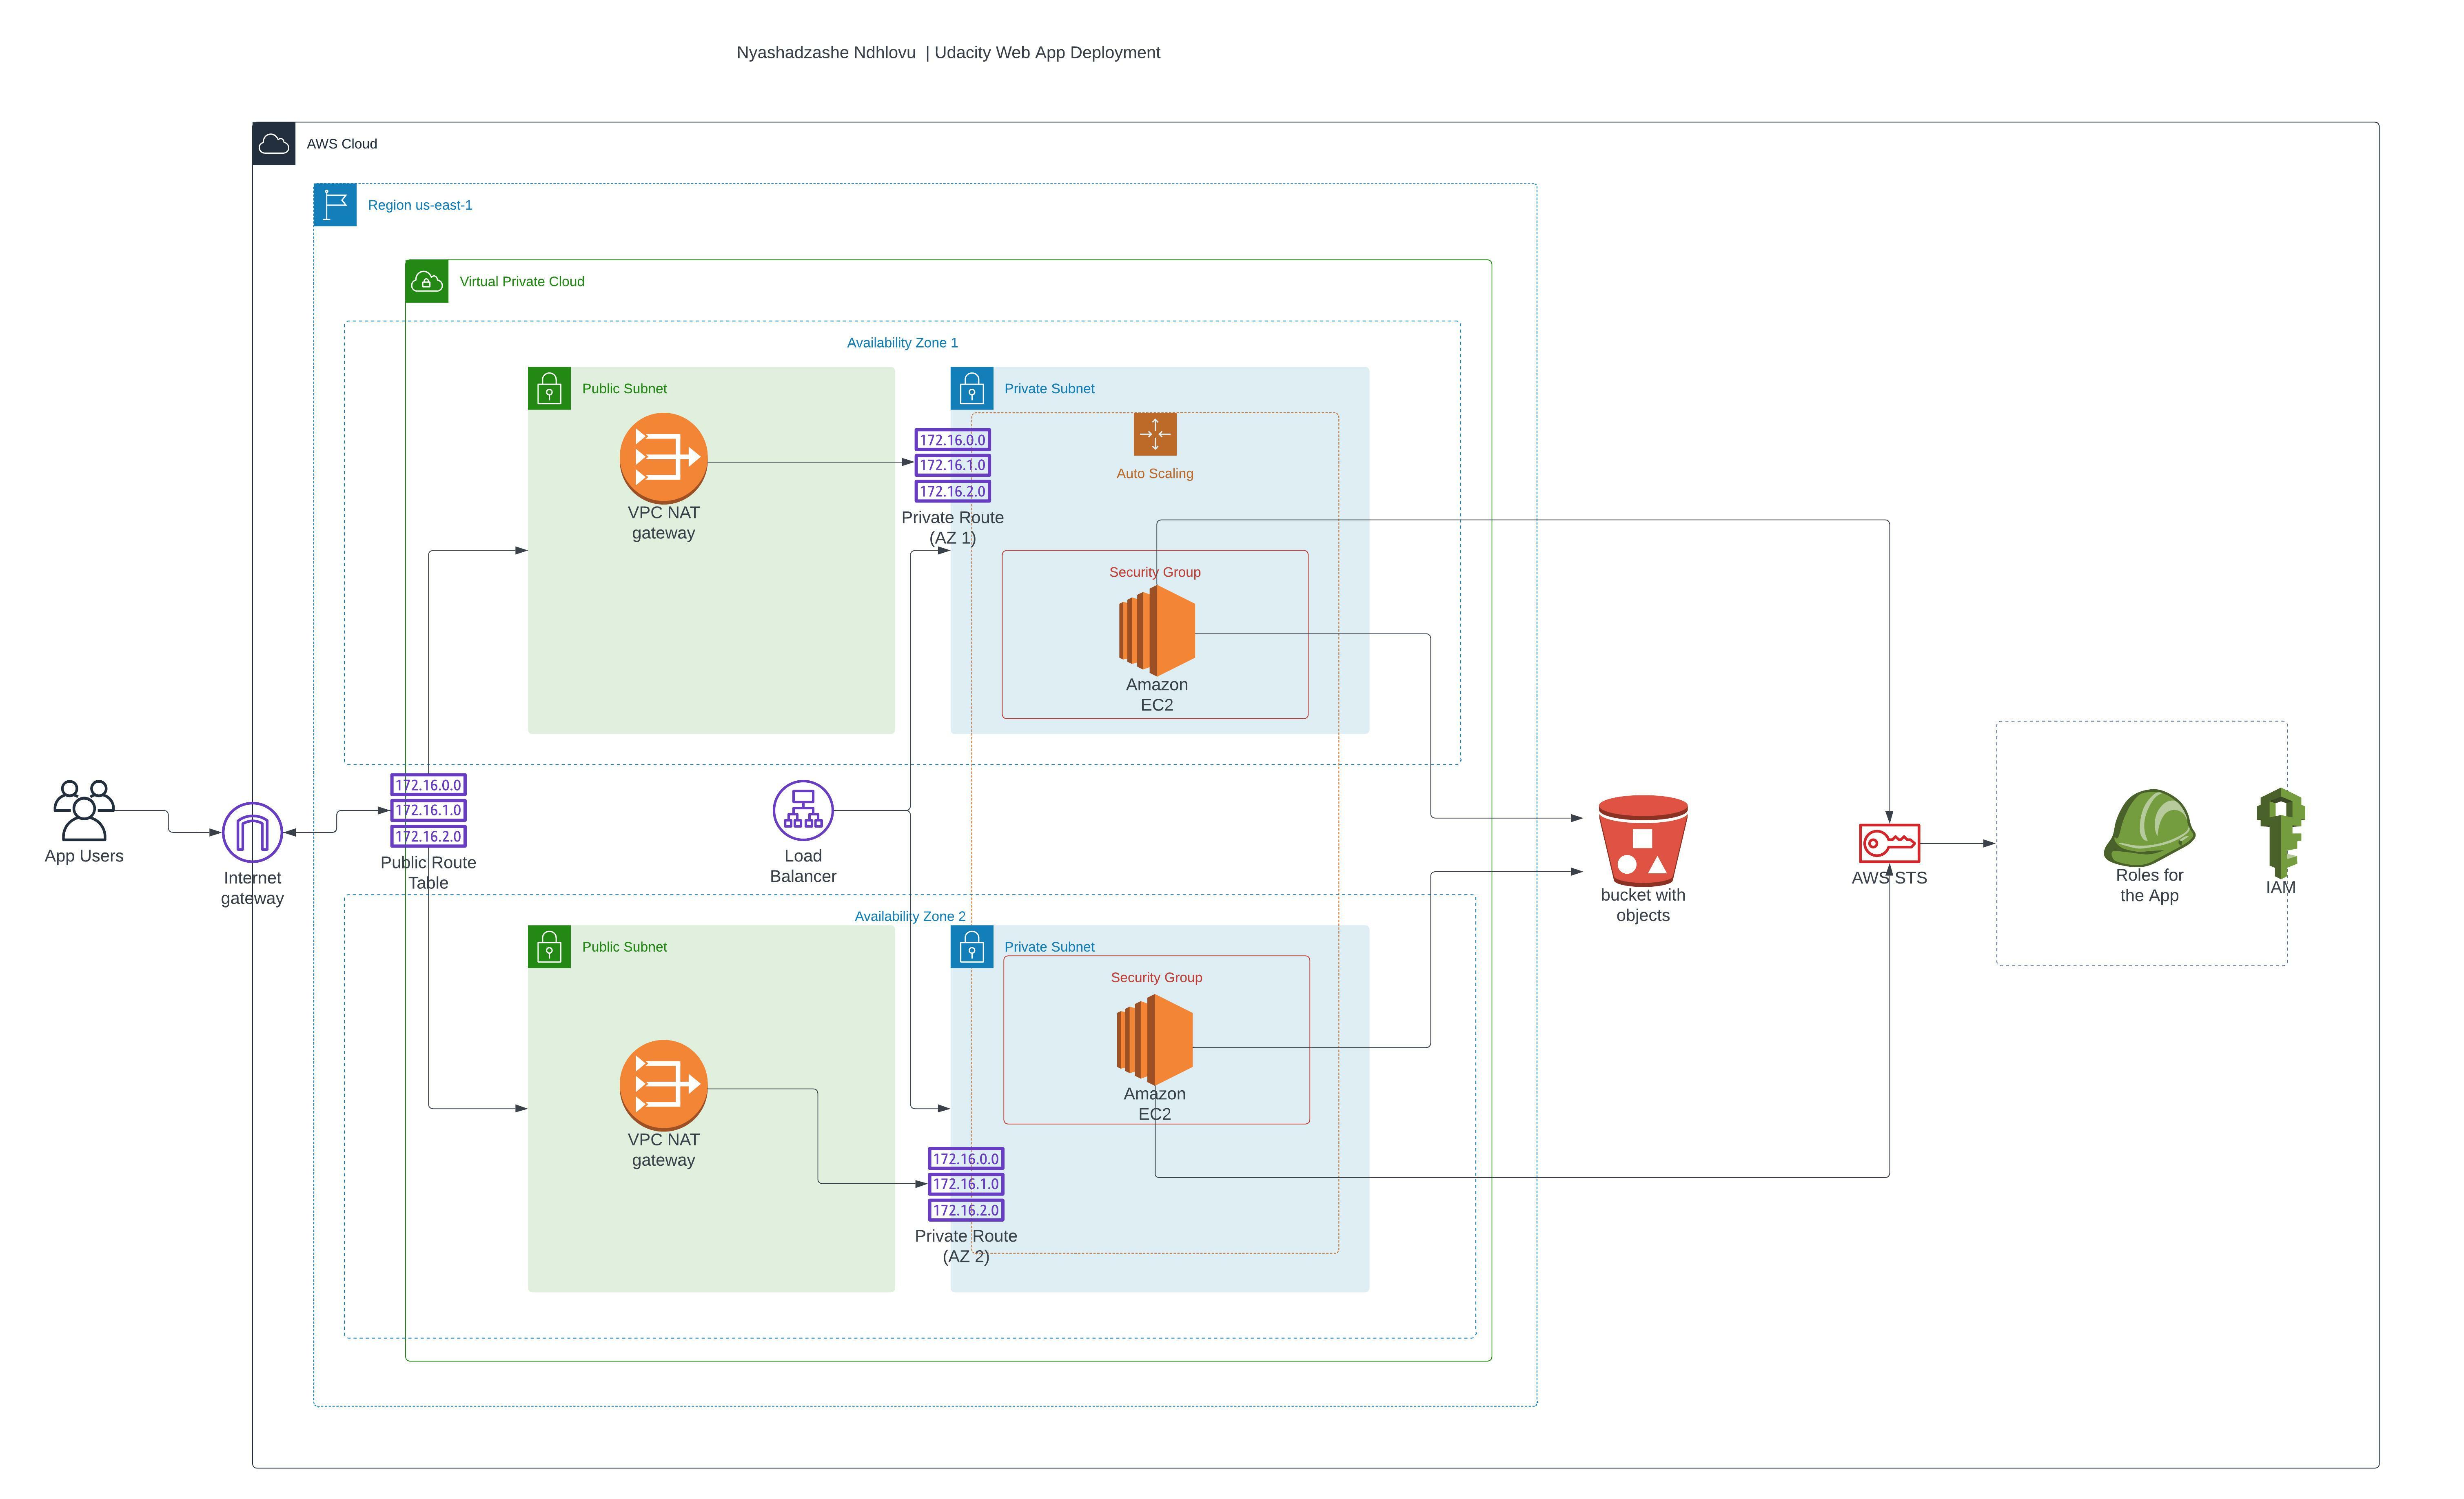 Nyashadzashe Ndhlovu  | Udacity Web App Deployment
AWS Cloud
Region us-east-1
Virtual Private Cloud
Availability Zone 1
Public Subnet
VPC NAT
gateway
Private Subnet
172.16.0.0
172.16.1.0
172.16.2.0
Private Route
(AZ 1)
Auto Scaling
Security Group
Amazon
EC2
App Users
Internet
gateway
172.16.0.0
172.16.1.0
172.16.2.0
Public Route
Table
Load
Balancer
bucket with
objects
AWS STS
Roles for
the App
IAM
Availability Zone 2
Public Subnet
VPC NAT
gateway
Private Subnet
Security Group
Amazon
EC2
172.16.0.0
172.16.1.0
172.16.2.0
Private Route
(AZ 2)